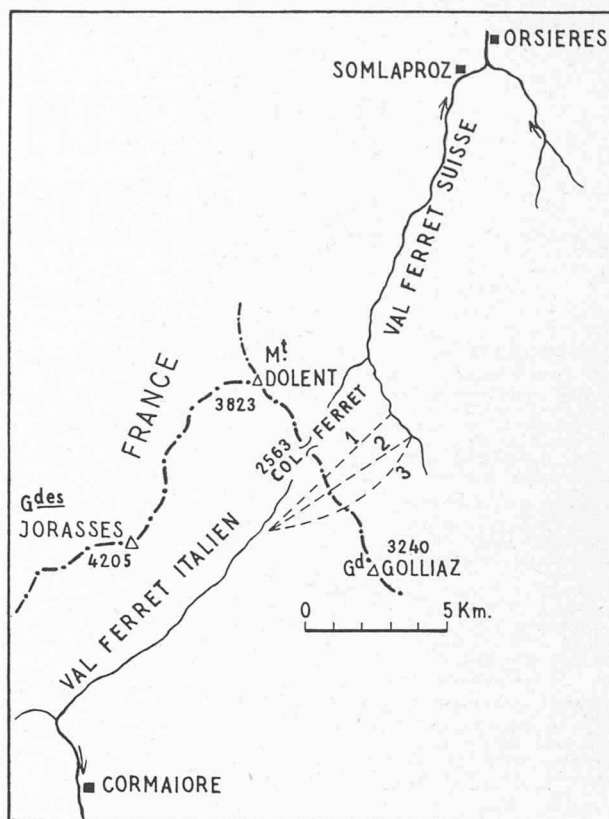 ORSIERES
SOMLAPROZ
VAL FERRET SUISSE
FRANCE
Mt DOLENT
3823
2563
COL FERRET
1
2
3
Gdes
JORASSES
4205
VAL FERRET ITALIEN
3240
Gd GOLLIAZ
0 5 Km.
CORMAIORE